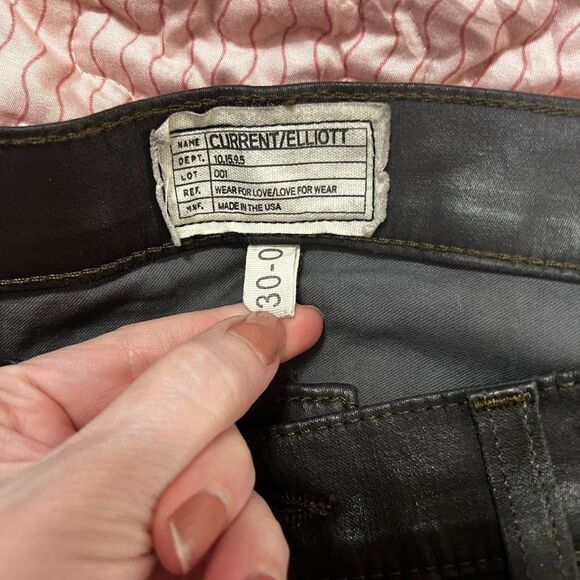 NAME CURRENT/ELLIOTT
DEPT. 10.15.9.5
LOT 001
REF. WEAR FOR LOVE/LOVE FOR WEAR
MNF. MADE IN THE USA
30-0